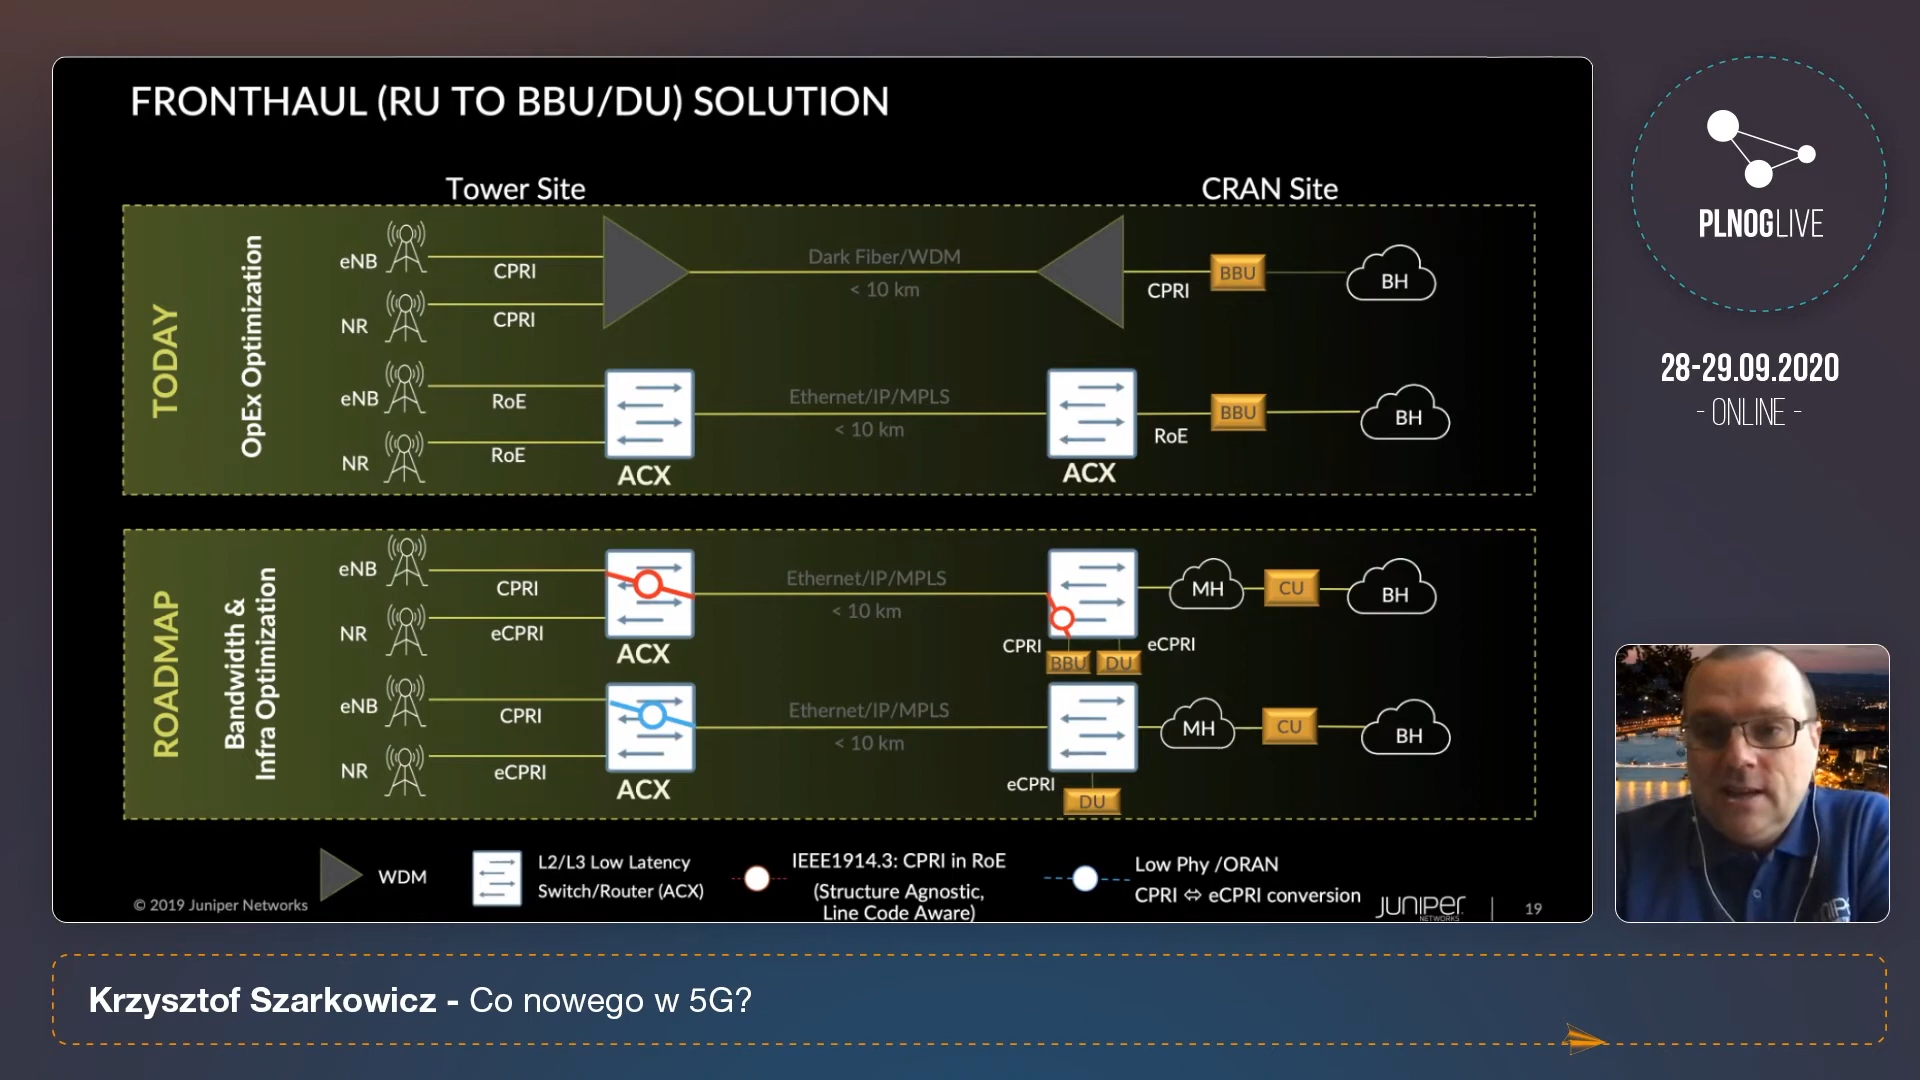 FRONTHAUL (RU TO BBU/DU) SOLUTION
Tower Site
CRAN Site
TODAY
OpEx Optimization
eNB
CPRI
NR
CPRI
Dark Fiber/WDM
< 10 km
CPRI
BBU
BH
eNB
RoE
NR
RoE
ACX
Ethernet/IP/MPLS
< 10 km
ACX
RoE
BBU
BH
ROADMAP
Bandwidth &
Infra Optimization
eNB
CPRI
NR
eCPRI
ACX
Ethernet/IP/MPLS
< 10 km
CPRI
BBU
DU
eCPRI
MH
CU
BH
eNB
CPRI
NR
eCPRI
ACX
Ethernet/IP/MPLS
< 10 km
eCPRI
DU
MH
CU
BH
WDM
L2/L3 Low Latency
Switch/Router (ACX)
IEEE1914.3: CPRI in RoE
(Structure Agnostic,
Line Code Aware)
Low Phy /ORAN
CPRI ⇔ eCPRI conversion
© 2019 Juniper Networks
JUNIPER
NETWORKS
19
PLNOGLIVE
28-29.09.2020
- ONLINE -
Krzysztof Szarkowicz - Co nowego w 5G?